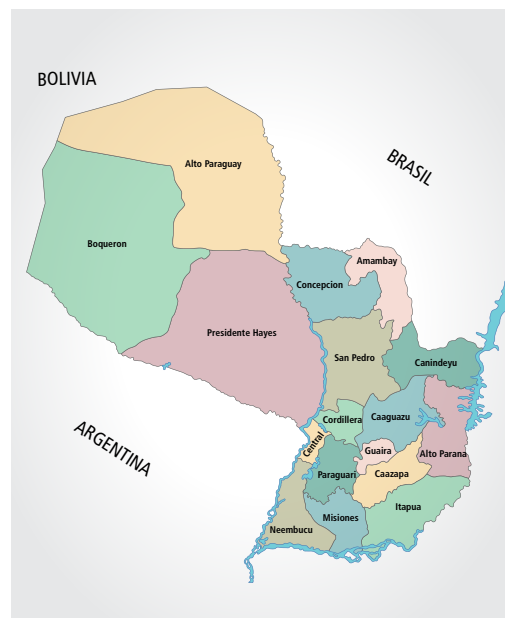 BOLIVIA
BRASIL
Alto Paraguay
Boqueron
Amambay
Concepcion
Presidente Hayes
San Pedro
Canindeyu
Cordillera
Caaguazu
Central
Guaira
Alto Parana
ARGENTINA
Paraguari
Caazapa
Itapua
Misiones
Neembucu